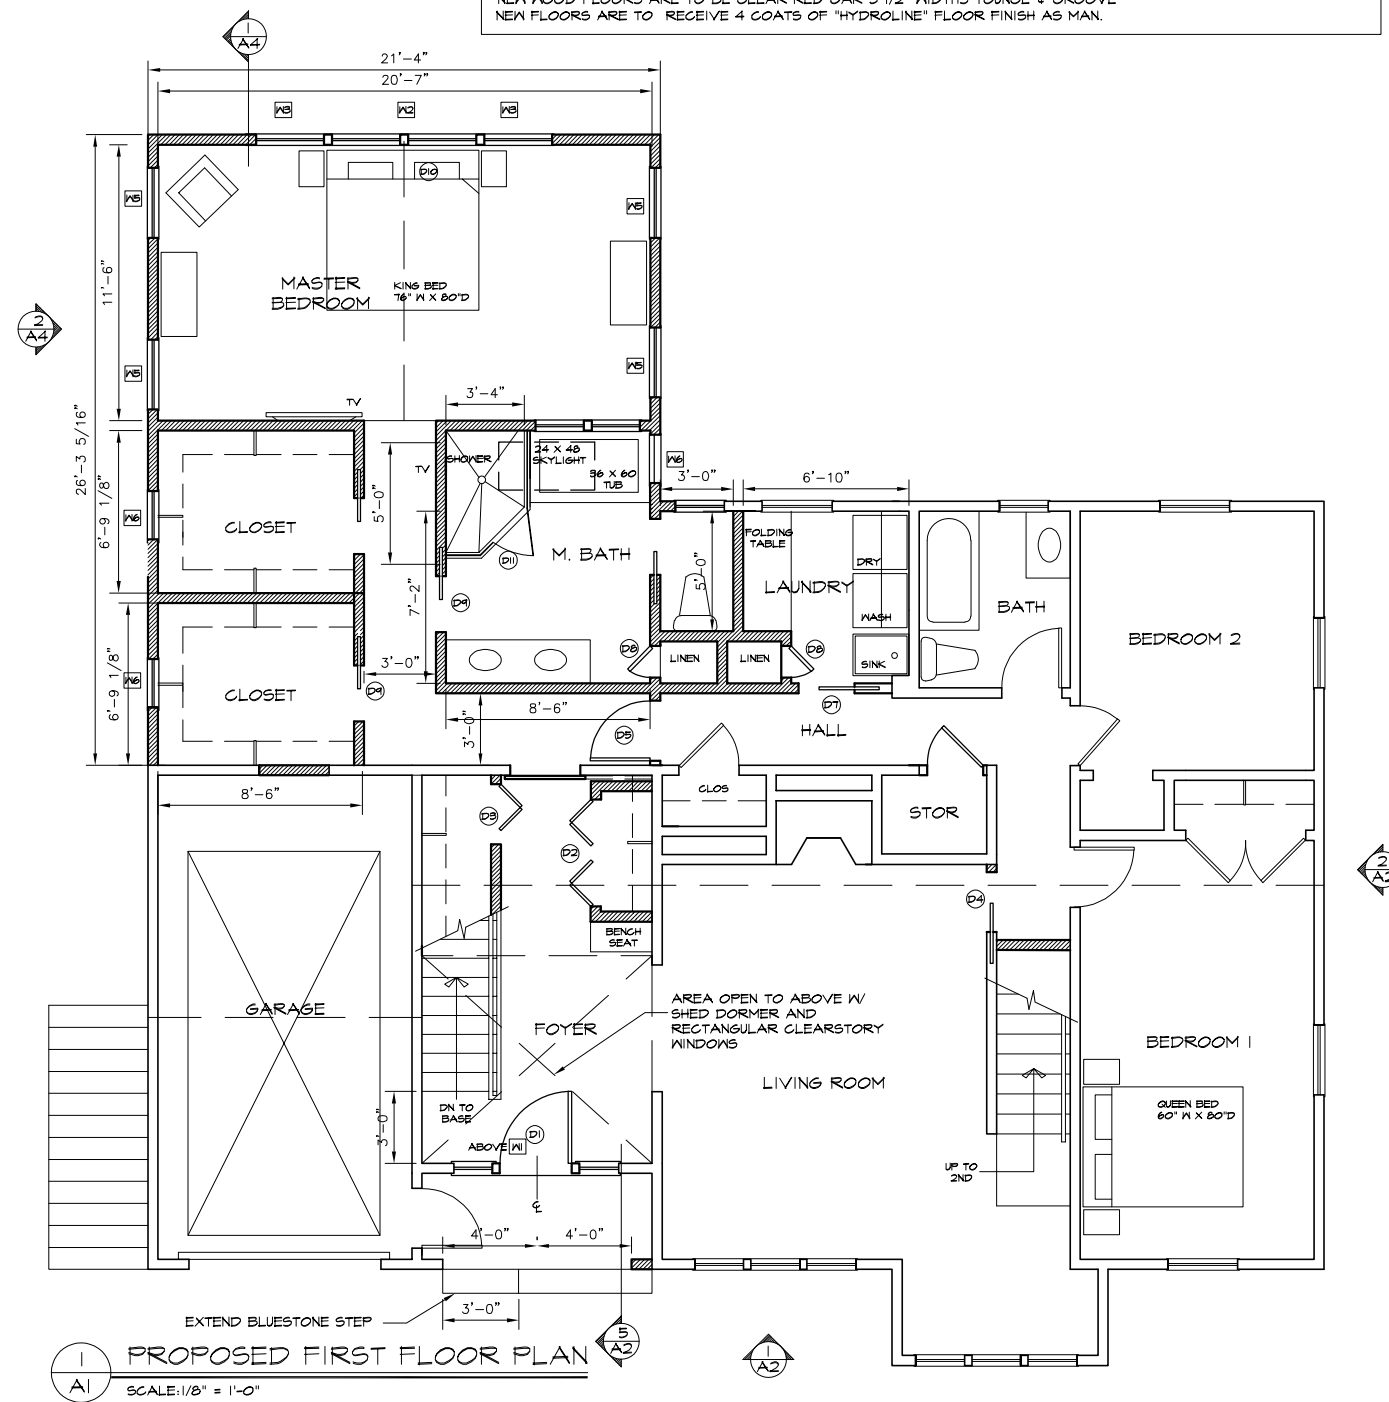 NEW FLOORS ARE TO RECEIVE 4 COATS OF "HYDROLINE" FLOOR FINISH AS MAN.
1
A4
21'-4"
20'-7"
W3
W2
W3
D10
W5
W5
11'-6"
MASTER
BEDROOM
KING BED
76" W X 80"D
2
A4
W5
W5
26'-3 5/16"
TV
3'-4"
SHOWER
24 X 48
SKYLIGHT
36 X 60
TUB
TV
W6
3'-0"
6'-10"
6'-9 1/8"
W6
CLOSET
5'-0"
D11
M. BATH
FOLDING
TABLE
DRY
5'-0"
LAUNDRY
WASH
BATH
BEDROOM 2
7'-2"
D9
D8
LINEN
LINEN
D8
SINK
6'-9 1/8"
W6
CLOSET
3'-0"
D9
8'-6"
D7
3'-0"
D5
HALL
8'-6"
CLOS
STOR
D3
D2
2
D4
BENCH
SEAT
GARAGE
FOYER
AREA OPEN TO ABOVE W/
SHED DORMER AND
RECTANGULAR CLEARSTORY
WINDOWS
LIVING ROOM
BEDROOM 1
QUEEN BED
60" W X 80"D
DN TO
BASE
3'-0"
ABOVE W1
D1
UP TO
2ND
4'-0"
4'-0"
3'-0"
EXTEND BLUESTONE STEP
5
A2
1
A2
1
A1
PROPOSED FIRST FLOOR PLAN
SCALE:1/8" = 1'-0"